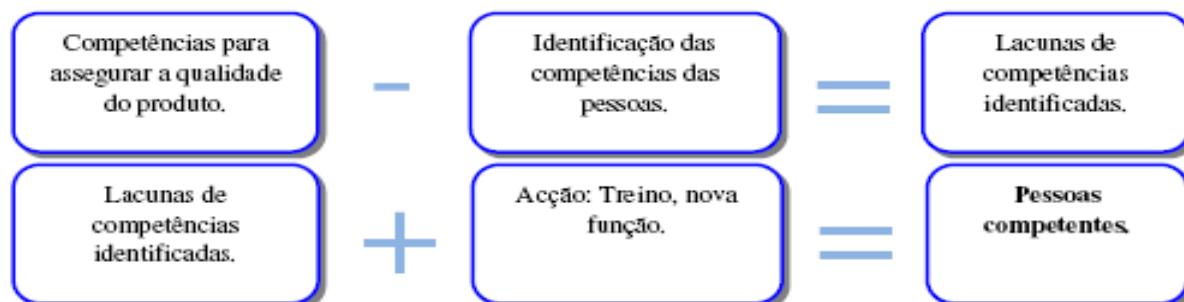 Competências para
assegurar a qualidade
do produto.
-
Identificação das
competências das
pessoas.
=
Lacunas de
competências
identificadas.
Lacunas de
competências
identificadas.
+
Acção: Treino, nova
função.
=
Pessoas
competentes.